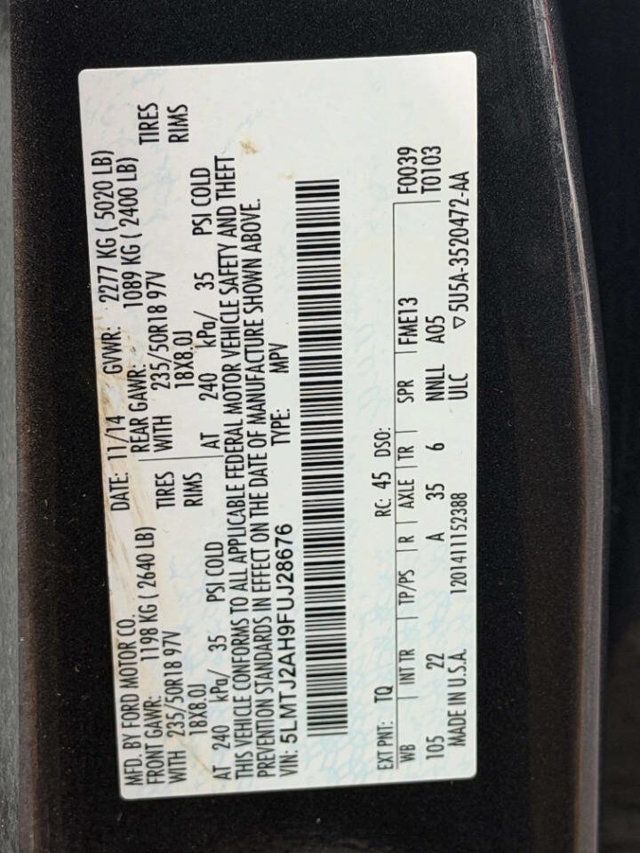 MFD. BY FORD MOTOR CO. DATE: 11/14 GVWR: 2277 KG ( 5020 LB)
FRONT GAWR: 1198 KG ( 2640 LB) REAR GAWR: 1089 KG ( 2400 LB)
WITH 235/50R18 97V TIRES WITH 235/50R18 97V TIRES
18X8.0J RIMS 18X8.0J RIMS
AT 240 kPa/ 35 PSI COLD AT 240 kPa/ 35 PSI COLD
THIS VEHICLE CONFORMS TO ALL APPLICABLE FEDERAL MOTOR VEHICLE SAFETY AND THEFT
PREVENTION STANDARDS IN EFFECT ON THE DATE OF MANUFACTURE SHOWN ABOVE.
VIN: 5LMTJ2AH9FUJ28676 TYPE: MPV
EXT PNT: TQ RC: 45 DSO: F0039
WB INT TR TP/PS R AXLE TR SPR FME13 T0103
105 22 A 35 6 NNLL A05
MADE IN U.S.A. 1201411152388 ULC ▽5U5A-3520472-AA